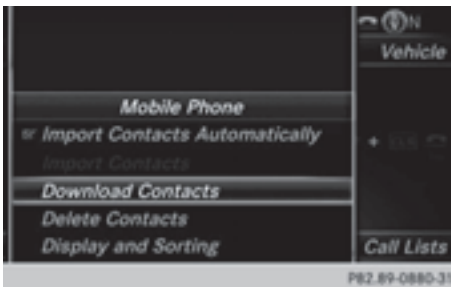 N
Vehicle
Mobile Phone
Import Contacts Automatically
Import Contacts
Download Contacts
Delete Contacts
Display and Sorting
Call Lists
P82.89-0880-31